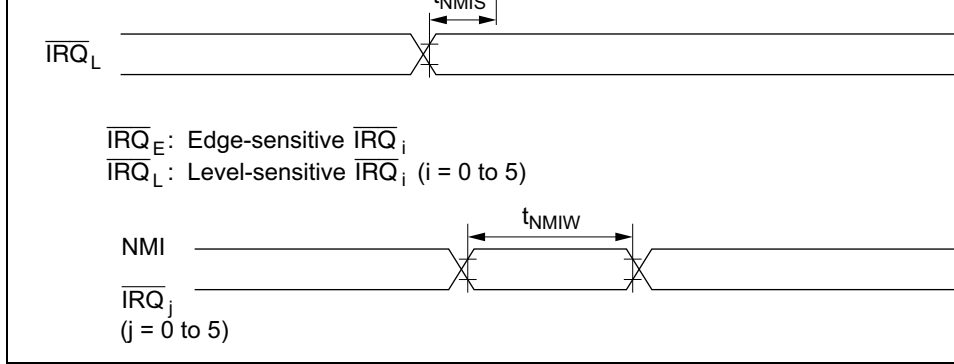 tNMIS
IRQL
IRQE: Edge-sensitive IRQi
IRQL: Level-sensitive IRQi (i = 0 to 5)
tNMIW
NMI
IRQj
(j = 0 to 5)